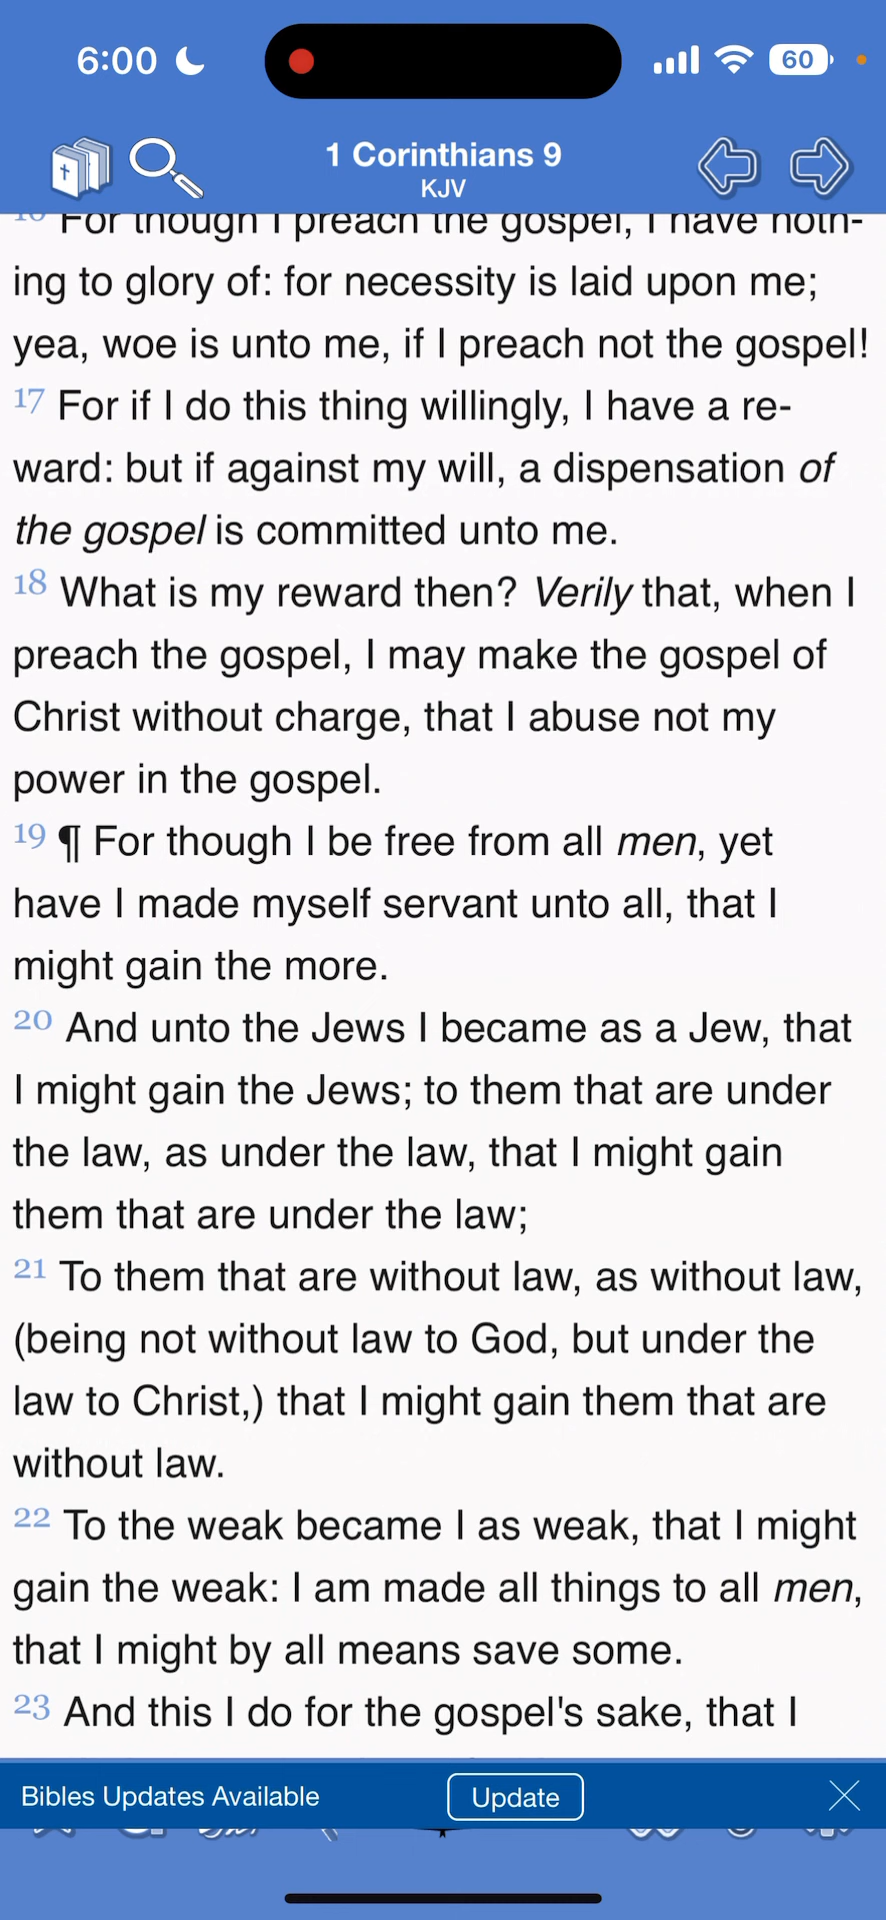 6:00
60
1 Corinthians 9
KJV
16 For though I preach the gospel, I have noth-
ing to glory of: for necessity is laid upon me;
yea, woe is unto me, if I preach not the gospel!
17 For if I do this thing willingly, I have a re-
ward: but if against my will, a dispensation of
the gospel is committed unto me.
18 What is my reward then? Verily that, when I
preach the gospel, I may make the gospel of
Christ without charge, that I abuse not my
power in the gospel.
19 ¶ For though I be free from all men, yet
have I made myself servant unto all, that I
might gain the more.
20 And unto the Jews I became as a Jew, that
I might gain the Jews; to them that are under
the law, as under the law, that I might gain
them that are under the law;
21 To them that are without law, as without law,
(being not without law to God, but under the
law to Christ,) that I might gain them that are
without law.
22 To the weak became I as weak, that I might
gain the weak: I am made all things to all men,
that I might by all means save some.
23 And this I do for the gospel's sake, that I
Bibles Updates Available
Update